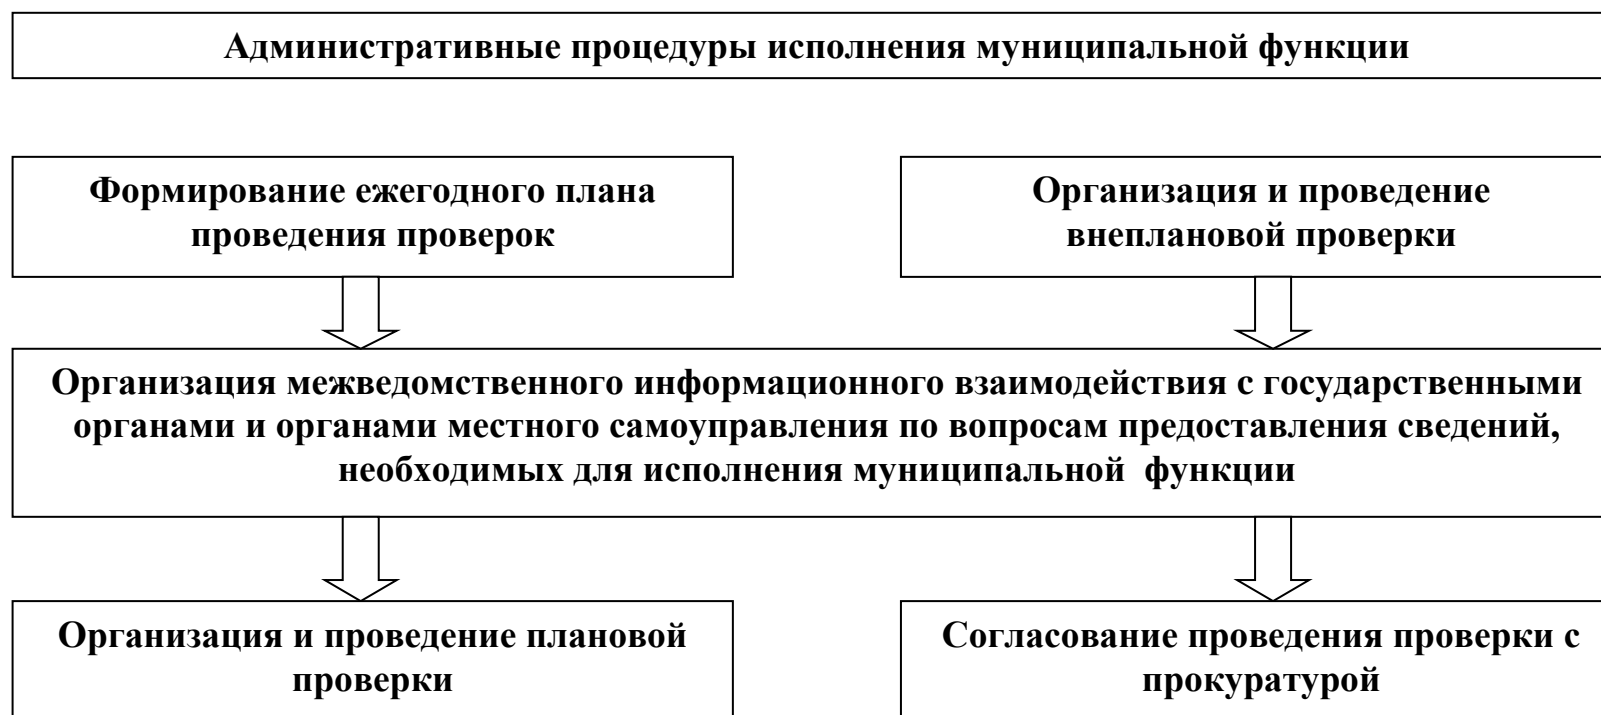 Административные процедуры исполнения муниципальной функции
Формирование ежегодного плана
проведения проверок
Организация и проведение
внеплановой проверки
Организация межведомственного информационного взаимодействия с государственными
органами и органами местного самоуправления по вопросам предоставления сведений,
необходимых для исполнения муниципальной функции
Организация и проведение плановой
проверки
Согласование проведения проверки с
прокуратурой